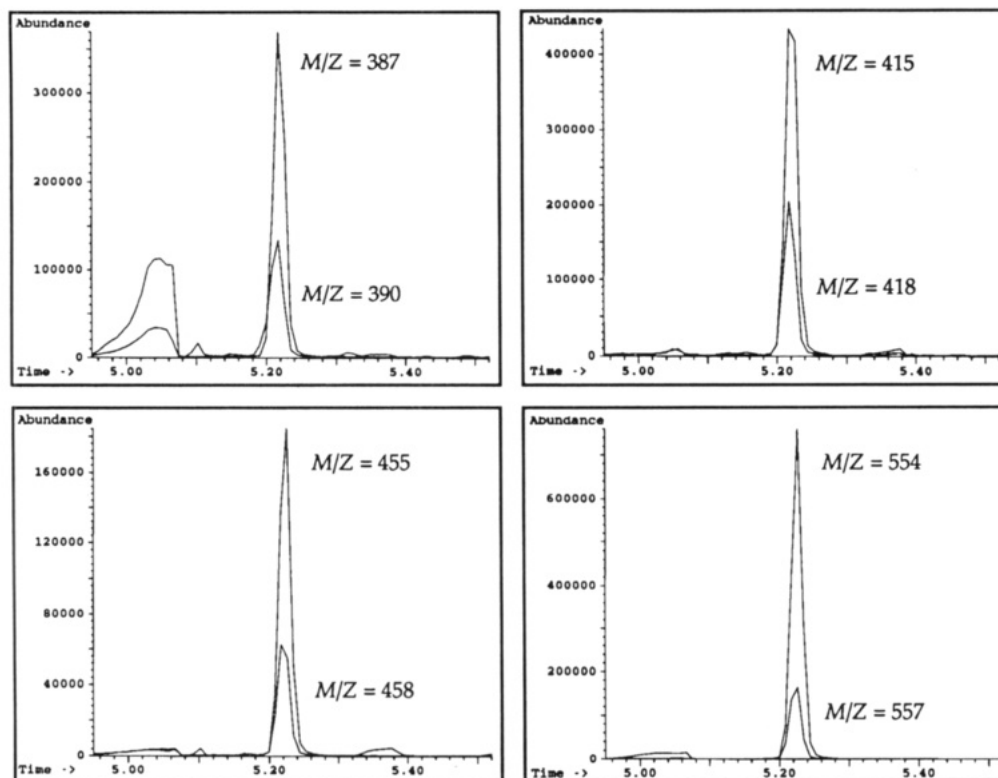 Abundance
M/Z = 387
300000
200000
100000
M/Z = 390
0
Time ->
5.00
5.20
5.40
Abundance
400000
M/Z = 415
300000
200000
M/Z = 418
100000
0
Time ->
5.00
5.20
5.40
Abundance
160000
M/Z = 455
120000
80000
40000
M/Z = 458
0
Time ->
5.00
5.20
5.40
Abundance
M/Z = 554
600000
400000
200000
M/Z = 557
0
Time ->
5.00
5.20
5.40